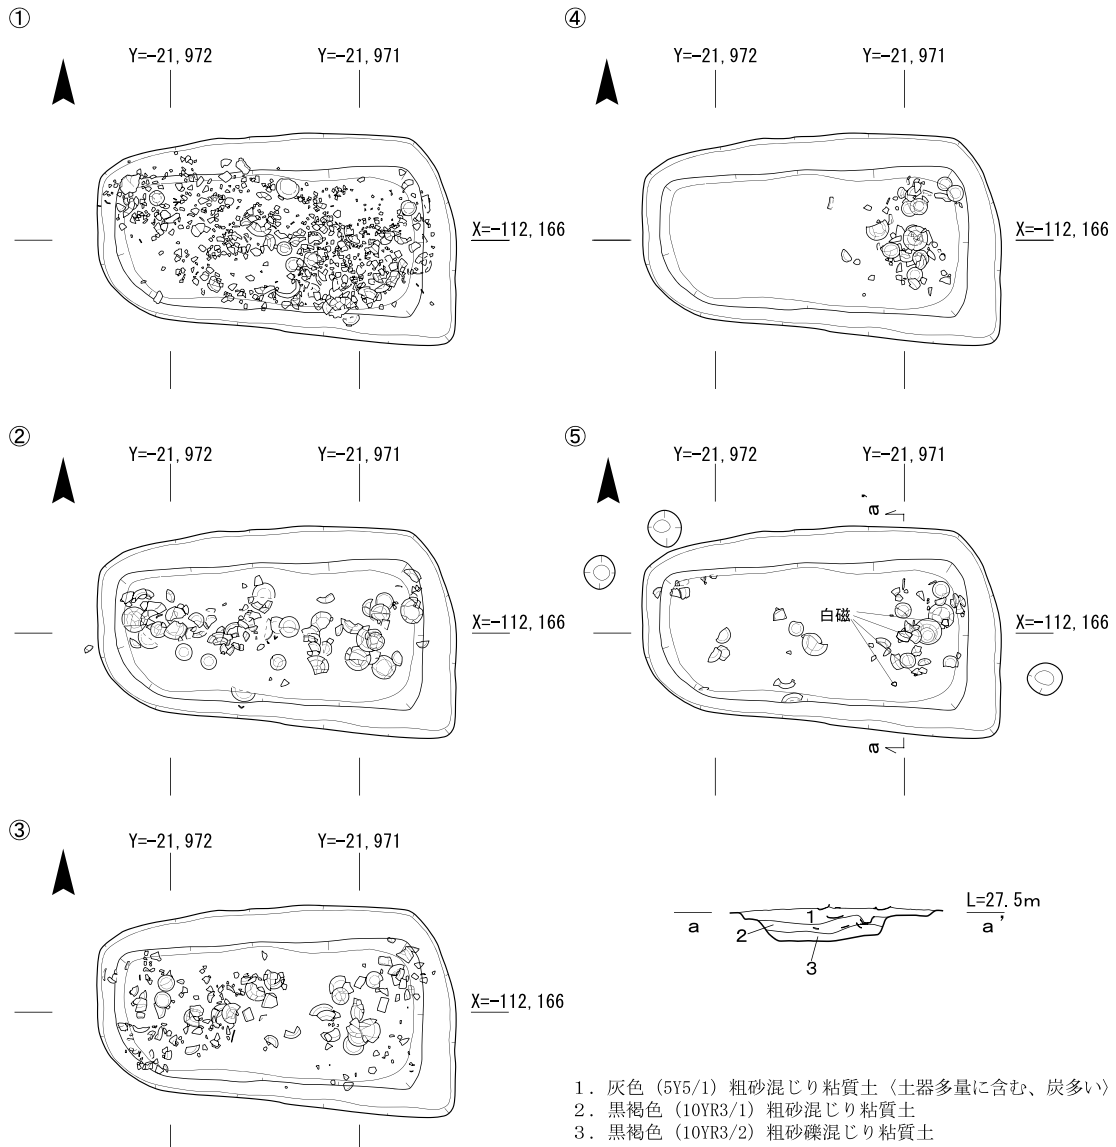 ①
Y=-21,972 Y=-21,971
X=-112,166
②
Y=-21,972 Y=-21,971
X=-112,166
③
Y=-21,972 Y=-21,971
X=-112,166
④
Y=-21,972 Y=-21,971
X=-112,166
⑤
Y=-21,972 Y=-21,971
a’
白磁
X=-112,166
a
L=27.5m
a 1 a’
2
3
1．灰色（5Y5/1）粗砂混じり粘質土〈土器多量に含む、炭多い〉
2．黒褐色（10YR3/1）粗砂混じり粘質土
3．黒褐色（10YR3/2）粗砂礫混じり粘質土